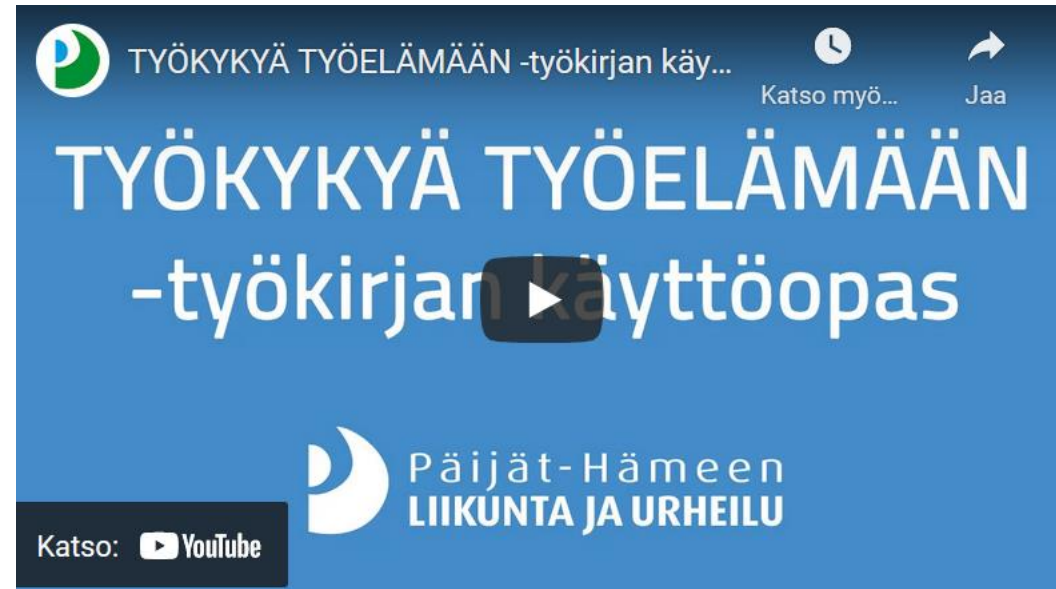 TYÖKYKYÄ TYÖELÄMÄÄN -työkirjan käy...
Katso myö...
Jaa
TYÖKYKYÄ TYÖELÄMÄÄN
-työkirjan käyttöopas
Päijät-Hämeen
LIIKUNTA JA URHEILU
Katso: YouTube